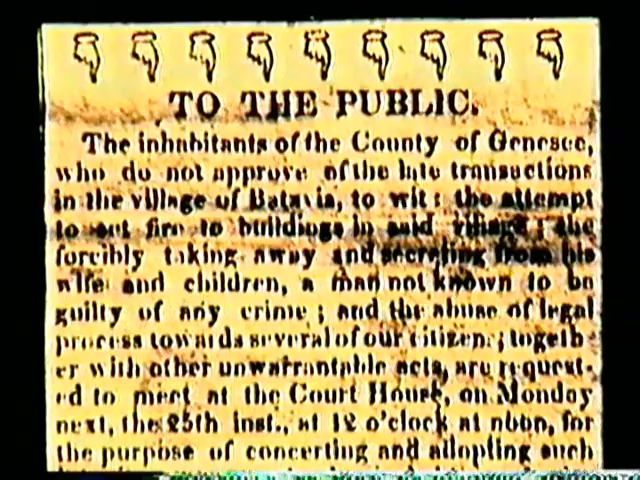 TO THE PUBLIC.
The inhabitants of the County of Genesee,
who do not approve of the late transactions
in the village of Batavia, to wit: the attempt
to set fire to buildings in said village; the
forcibly taking away and secreting from his
wife and children, a man not known to be
guilty of any crime; and the abuse of legal
process towards several of our citizens; togeth-
er with other unwarrantable acts, are request-
ed to meet at the Court House, on Monday
next, the 25th inst., at 12 o'clock at noon, for
the purpose of concerting and adopting such